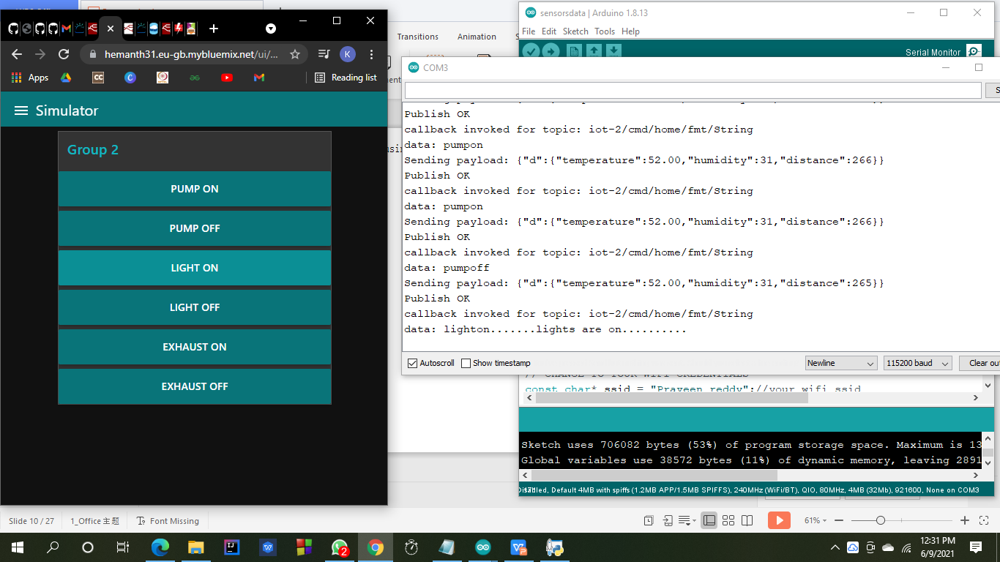 hemanth31.eu-gb.mybluemix.net/ui/...
K
Apps
CC
Reading list
Simulator
Group 2
PUMP ON
PUMP OFF
LIGHT ON
LIGHT OFF
EXHAUST ON
EXHAUST OFF
Transitions
Animation
sensorsdata | Arduino 1.8.13
File Edit Sketch Tools Help
Serial Monitor
COM3
Publish OK
callback invoked for topic: iot-2/cmd/home/fmt/String
data: pumpon
Sending payload: {"d":{"temperature":52.00,"humidity":31,"distance":266}}
Publish OK
callback invoked for topic: iot-2/cmd/home/fmt/String
data: pumpon
Sending payload: {"d":{"temperature":52.00,"humidity":31,"distance":266}}
Publish OK
callback invoked for topic: iot-2/cmd/home/fmt/String
data: pumpoff
Sending payload: {"d":{"temperature":52.00,"humidity":31,"distance":265}}
Publish OK
callback invoked for topic: iot-2/cmd/home/fmt/String
data: lighton.......lights are on..........
Autoscroll Show timestamp Newline 115200 baud Clear out
// CHANGE TO YOUR WIFI CREDENTIALS
const char* ssid = "Praveen reddy";//your wifi ssid
Sketch uses 706082 bytes (53%) of program storage space. Maximum is 13
Global variables use 38572 bytes (11%) of dynamic memory, leaving 2891
Default 4MB with spiffs (1.2MB APP/1.5MB SPIFFS), 240MHz (WiFi/BT), QIO, 80MHz, 4MB (32Mb), 921600, None on COM3
Slide 10 / 27 1_Office 主题 Font Missing 61%
2
12:31 PM
6/9/2021